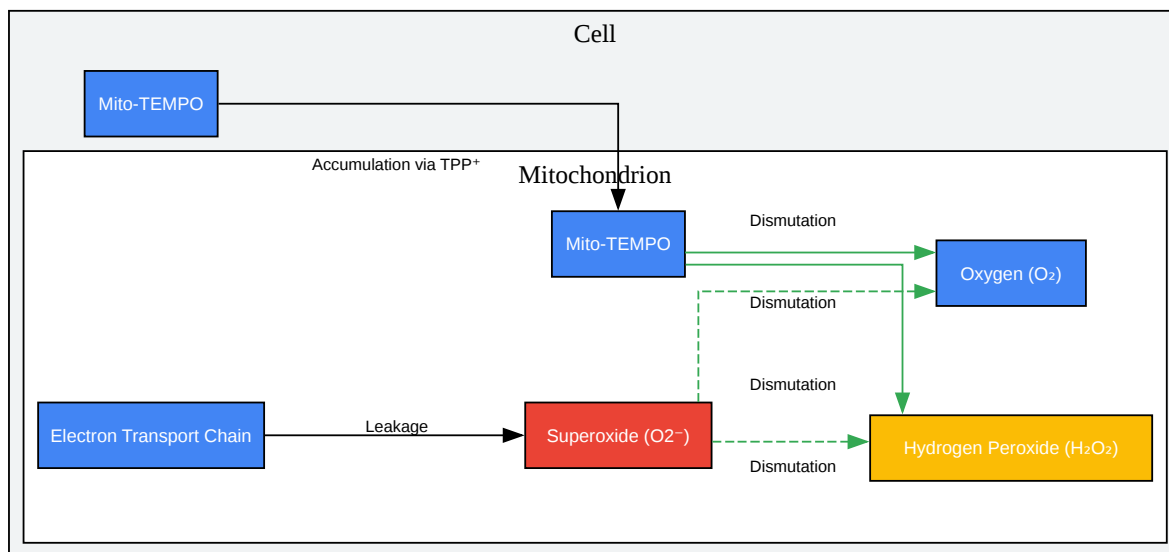 Cell
Mito-TEMPO
Accumulation via TPP⁺
Mitochondrion
Mito-TEMPO
Dismutation
Oxygen (O₂)
Dismutation
Dismutation
Electron Transport Chain
Leakage
Superoxide (O2⁻)
Hydrogen Peroxide (H₂O₂)
Dismutation